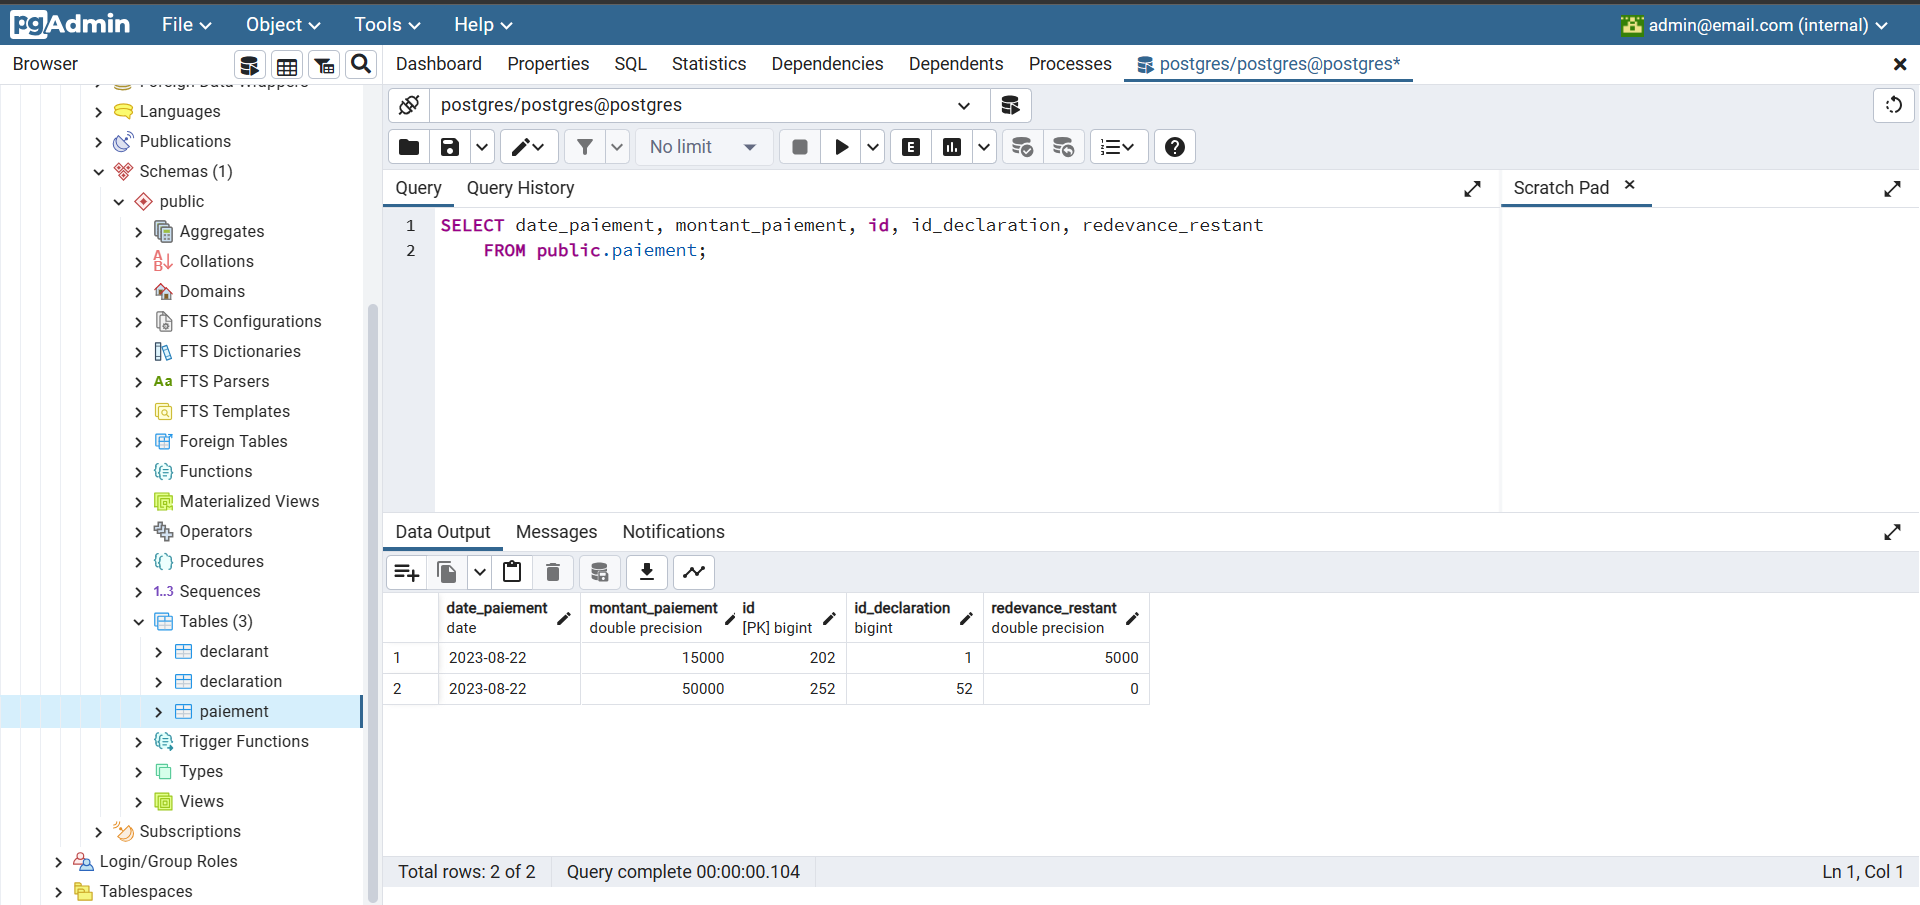 pgAdmin File Object Tools Help admin@email.com (internal)
Browser
Dashboard Properties SQL Statistics Dependencies Dependents Processes postgres/postgres@postgres*
Foreign Data Wrappers
Languages
Publications
Schemas (1)
public
Aggregates
Collations
Domains
FTS Configurations
FTS Dictionaries
Aa FTS Parsers
FTS Templates
Foreign Tables
Functions
Materialized Views
Operators
Procedures
1..3 Sequences
Tables (3)
declarant
declaration
paiement
Trigger Functions
Types
Views
Subscriptions
Login/Group Roles
Tablespaces
postgres/postgres@postgres
No limit
E
Query Query History
Scratch Pad
1 SELECT date_paiement, montant_paiement, id, id_declaration, redevance_restant
2 FROM public.paiement;
Data Output Messages Notifications
date_paiement montant_paiement id id_declaration redevance_restant
date double precision [PK] bigint bigint double precision
1 2023-08-22 15000 202 1 5000
2 2023-08-22 50000 252 52 0
Total rows: 2 of 2 Query complete 00:00:00.104 Ln 1, Col 1